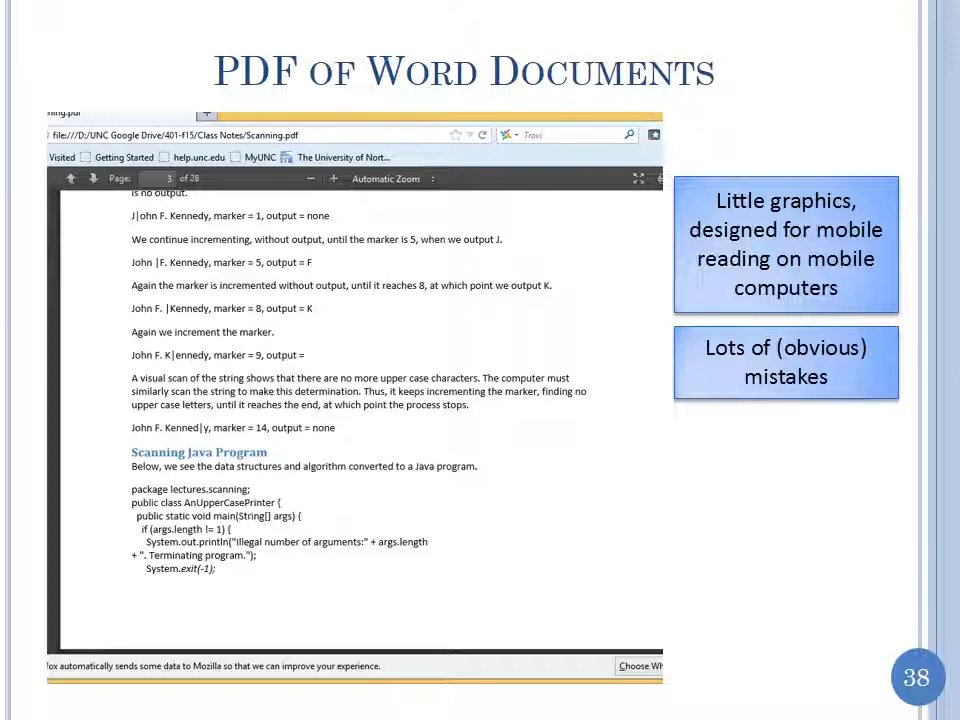 PDF OF WORD DOCUMENTS
file:///D:/UNC Google Drive/401-f15/Class Notes/Scanning.pdf
Trovi
Visited Getting Started help.unc.edu MyUNC The University of Nort...
Page: 3 of 28 Automatic Zoom
is no output.
J|ohn F. Kennedy, marker = 1, output = none
We continue incrementing, without output, until the marker is 5, when we output J.
John |F. Kennedy, marker = 5, output = F
Again the marker is incremented without output, until it reaches 8, at which point we output K.
John F. |Kennedy, marker = 8, output = K
Again we increment the marker.
John F. K|ennedy, marker = 9, output =
A visual scan of the string shows that there are no more upper case characters. The computer must
similarly scan the string to make this determination. Thus, it keeps incrementing the marker, finding no
upper case letters, until it reaches the end, at which point the process stops.
John F. Kenned|y, marker = 14, output = none
Scanning Java Program
Below, we see the data structures and algorithm converted to a Java program.
package lectures.scanning;
public class AnUpperCasePrinter {
public static void main(String[] args) {
if (args.length != 1) {
System.out.println("Illegal number of arguments:" + args.length
+ ". Terminating program.");
System.exit(-1);
fox automatically sends some data to Mozilla so that we can improve your experience.
Choose Wh
Little graphics,
designed for mobile
reading on mobile
computers
Lots of (obvious)
mistakes
38